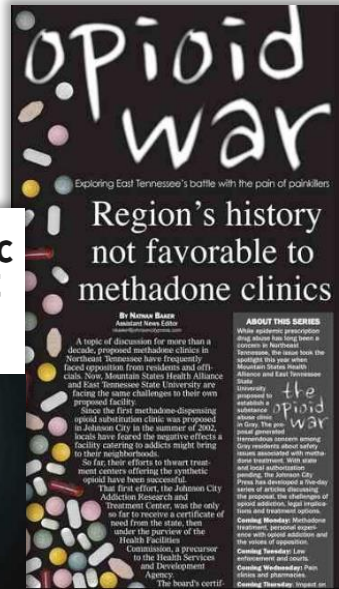 opioid
war
Exploring East Tennessee's battle with the pain of painkillers
Region's history
not favorable to
methadone clinics
BY NATHAN BAKER
Assistant News Editor
A topic of discussion for more than a
decade, proposed methadone clinics in
Northeast Tennessee have frequently
faced opposition from residents and offi-
cials. Now, Mountain States Health Alliance
and East Tennessee State University are
facing the same challenges to their own
proposed facility.
Since the first methadone-dispensing
opioid substitution clinic was proposed
in Johnson City in the summer of 2002,
locals have feared the negative effects a
facility catering to addicts might bring
to their neighborhoods.
So far, their efforts to thwart treat-
ment centers offering the synthetic
opioid have been successful.
That first effort, the Johnson City
Addiction Research and
Treatment Center, was the only
so far to receive a certificate of
need from the state, then
under the purview of the
Health Facilities
Commission, a precursor
to the Health Services
and Development
Agency.
The board's certif-
ABOUT THIS SERIES
While epidemic prescription
drug abuse has long been a
concern in Northeast
Tennessee, the issue took the
spotlight this year when
Mountain States Health
Alliance and East Tennessee
State
University
proposed to
establish a
substance
abuse clinic
in Gray. The pro-
posal generated
the
opioid
war
tremendous concern among
Gray residents about safety
issues associated with metha-
done treatment. With state
and local authorization
pending, the Johnson City
Press has developed a five-day
series of articles discussing
the proposal, the challenges of
opioid addiction, legal implica-
tions and treatment options.
Coming Monday: Methadone
treatment, personal experi-
ence with opioid addiction and
the voices of opposition.
Coming Tuesday: Law
enforcement and courts.
Coming Wednesday: Pain
clinics and pharmacies.
Coming Thursday: Impact on